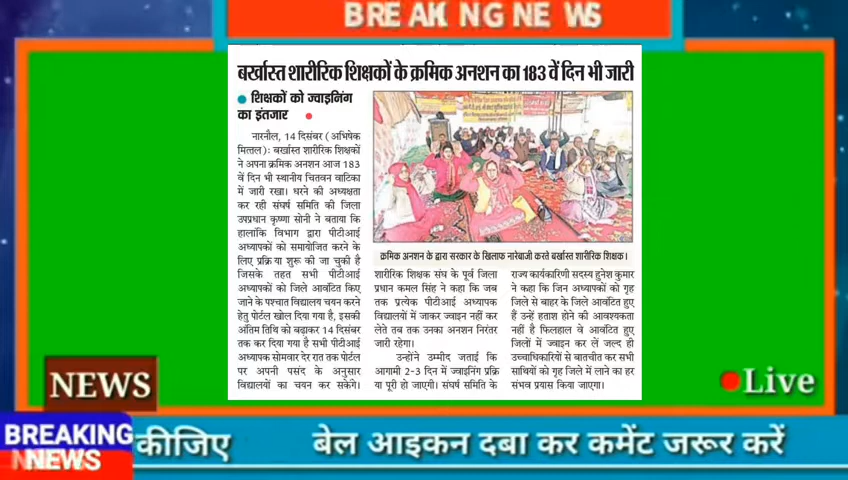 BREAKING NEWS
बर्खास्त शारीरिक शिक्षकों के क्रमिक अनशन का 183 वें दिन भी जारी
शिक्षकों को ज्वाइनिंग
का इंतजार
नारनौल, 14 दिसंबर (अभिषेक
मित्तल)ः बर्खास्त शारीरिक शिक्षकों
ने अपना क्रमिक अनशन आज 183
वें दिन भी स्थानीय चितवन वाटिका
में जारी रखा। धरने की अध्यक्षता
कर रही संघर्ष समिति की जिला
उपप्रधान कृष्णा सोनी ने बताया कि
हालांकि विभाग द्वारा पीटीआई
अध्यापकों को समायोजित करने के
लिए प्रक्रिया शुरू की जा चुकी है
जिसके तहत सभी पीटीआई
अध्यापकों को जिले आवंटित किए
जाने के पश्चात विद्यालय चयन करने
हेतु पोर्टल खोल दिया गया है, इसकी
अंतिम तिथि को बढ़ाकर 14 दिसंबर
तक कर दिया गया है सभी पीटीआई
अध्यापक सोमवार देर रात तक पोर्टल
पर अपनी पसंद के अनुसार
विद्यालयों का चयन कर सकेंगे।
क्रमिक अनशन के द्वारा सरकार के खिलाफ नारेबाजी करते बर्खास्त शारीरिक शिक्षक।
शारीरिक शिक्षक संघ के पूर्व जिला
प्रधान कमल सिंह ने कहा कि जब
तक प्रत्येक पीटीआई अध्यापक
विद्यालयों में जाकर ज्वाइन नहीं कर
लेते तब तक उनका अनशन निरंतर
जारी रहेगा।
उन्होंने उम्मीद जताई कि
आगामी 2-3 दिन में ज्वाइनिंग प्रक्रि
या पूरी हो जाएगी। संघर्ष समिति के
राज्य कार्यकारिणी सदस्य हुनेश कुमार
ने कहा कि जिन अध्यापकों को गृह
जिले से बाहर के जिले आवंटित हुए
हैं उन्हें हताश होने की आवश्यकता
नहीं है फिलहाल वे आवंटित हुए
जिलों में ज्वाइन कर लें जल्द ही
उच्चाधिकारियों से बातचीत कर सभी
साथियों को गृह जिले में लाने का हर
संभव प्रयास किया जाएगा।
NEWS
Live
BREAKING
NEWS
कीजिए बेल आइकन दबा कर कमेंट जरूर करें